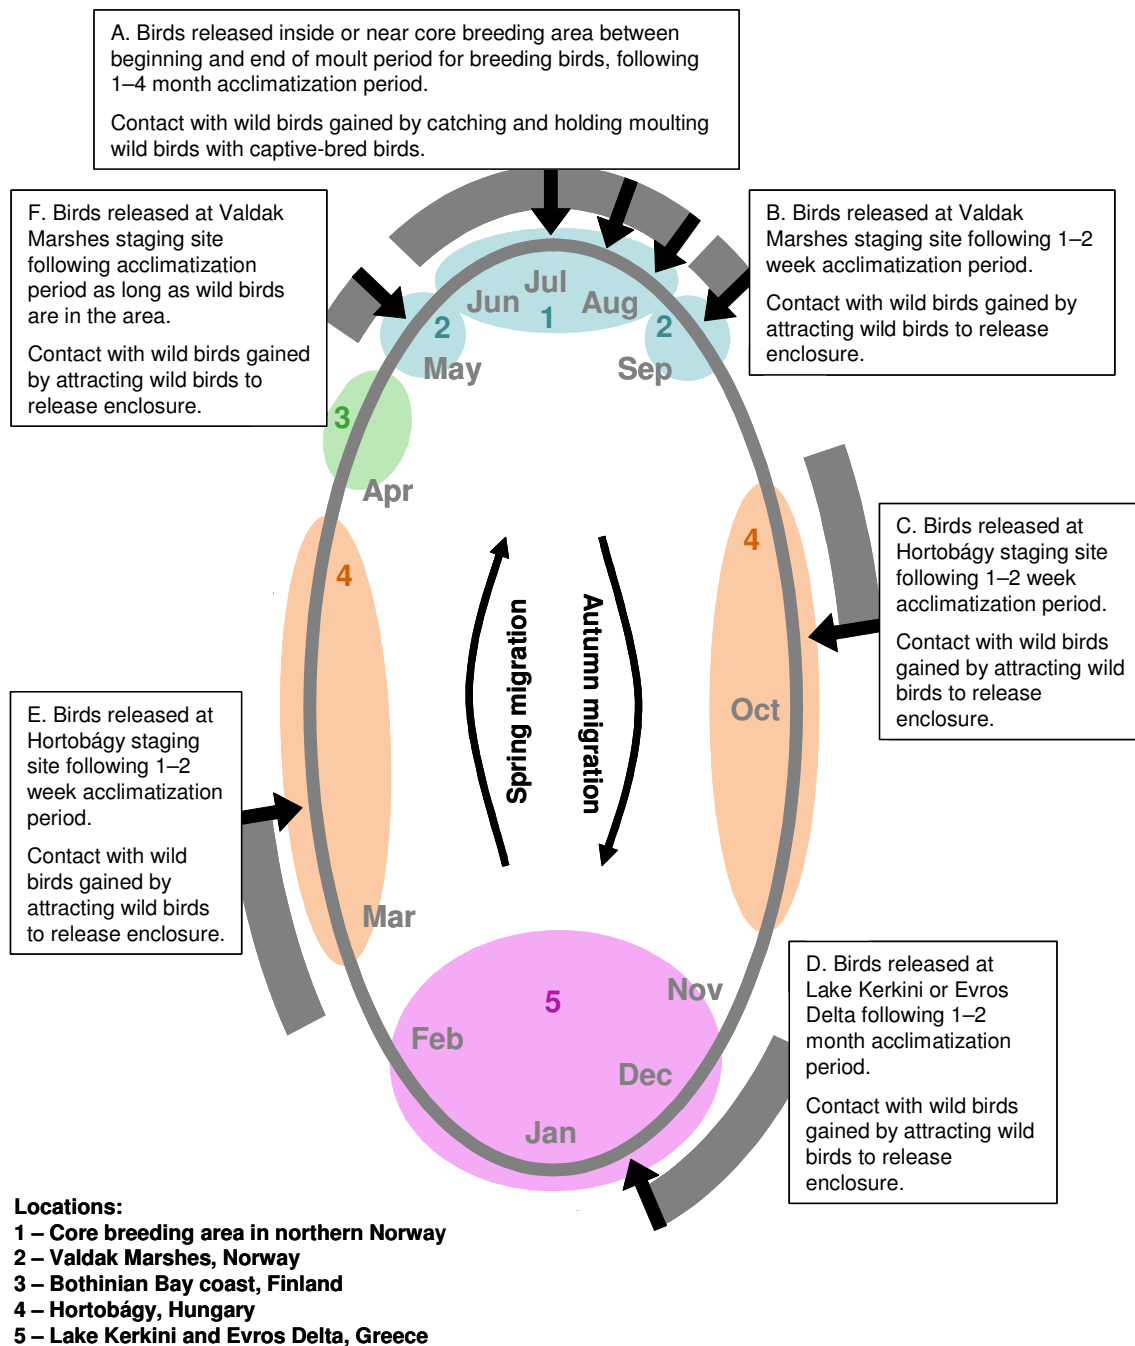 A. Birds released inside or near core breeding area between
beginning and end of moult period for breeding birds, following
1–4 month acclimatization period.
Contact with wild birds gained by catching and holding moulting
wild birds with captive-bred birds.
F. Birds released at Valdak
Marshes staging site
following acclimatization
period as long as wild birds
are in the area.
Contact with wild birds gained
by attracting wild birds to
release enclosure.
B. Birds released at Valdak
Marshes staging site following 1–2
week acclimatization period.
Contact with wild birds gained by
attracting wild birds to release
enclosure.
Jul
Jun
Aug
1
2
2
May
Sep
3
Apr
4
4
C. Birds released at
Hortobágy staging site
following 1–2 week
acclimatization period.
Contact with wild birds
gained by attracting wild
birds to release
enclosure.
Spring migration
Autumn migration
Oct
E. Birds released at
Hortobágy staging
site following 1–2
week acclimatization
period.
Contact with wild
birds gained by
attracting wild birds
to release enclosure.
Mar
5
Nov
Feb
Dec
Jan
D. Birds released at
Lake Kerkini or Evros
Delta following 1–2
month acclimatization
period.
Contact with wild birds
gained by attracting wild
birds to release
enclosure.
Locations:
1 – Core breeding area in northern Norway
2 – Valdak Marshes, Norway
3 – Bothinian Bay coast, Finland
4 – Hortobágy, Hungary
5 – Lake Kerkini and Evros Delta, Greece